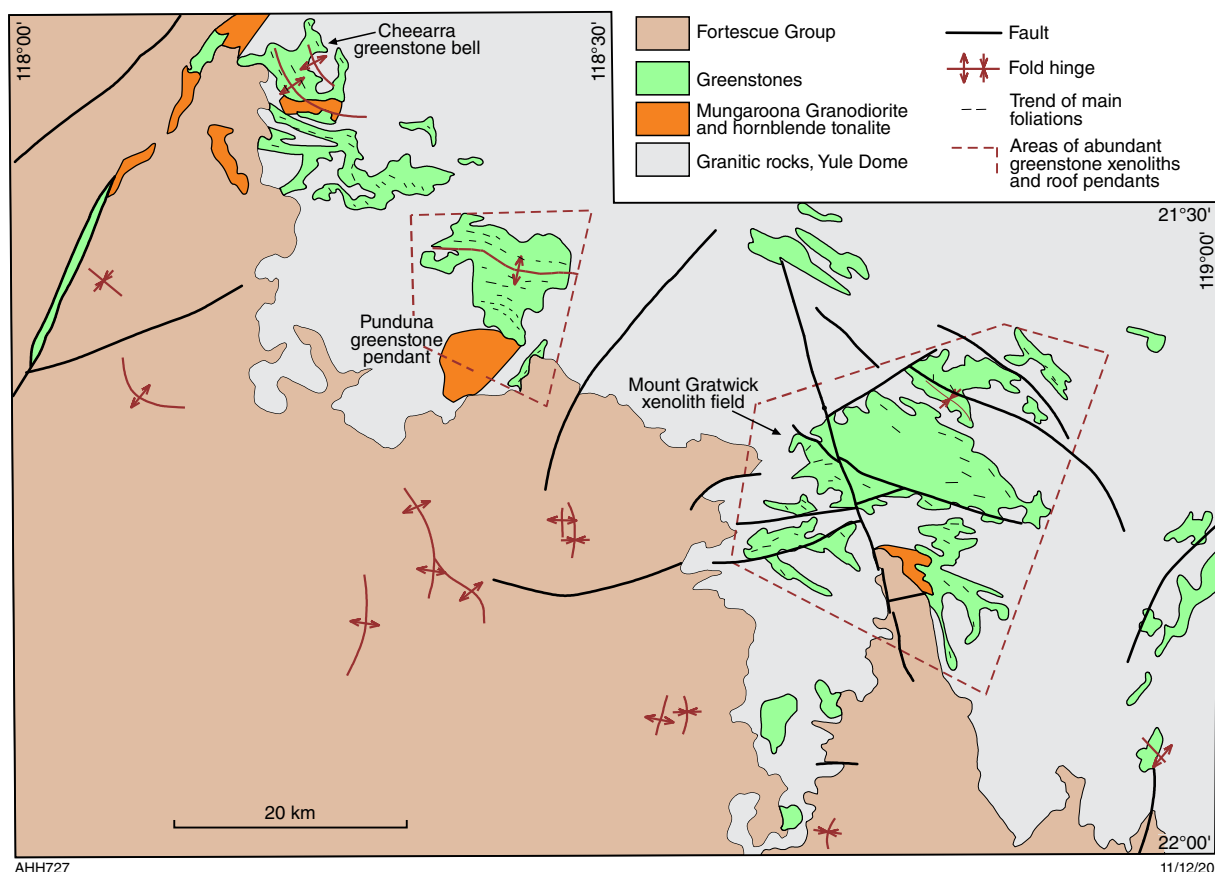 118°00'
Cheearra
greenstone bell
118°30'
Fortescue Group
Greenstones
Mungaroona Granodiorite
and hornblende tonalite
Granitic rocks, Yule Dome
Fault
Fold hinge
Trend of main
foliations
Areas of abundant
greenstone xenoliths
and roof pendants
21°30'
119°00'
Punduna
greenstone
pendant
Mount Gratwick
xenolith field
20 km
22°00'
AHH727
11/12/20